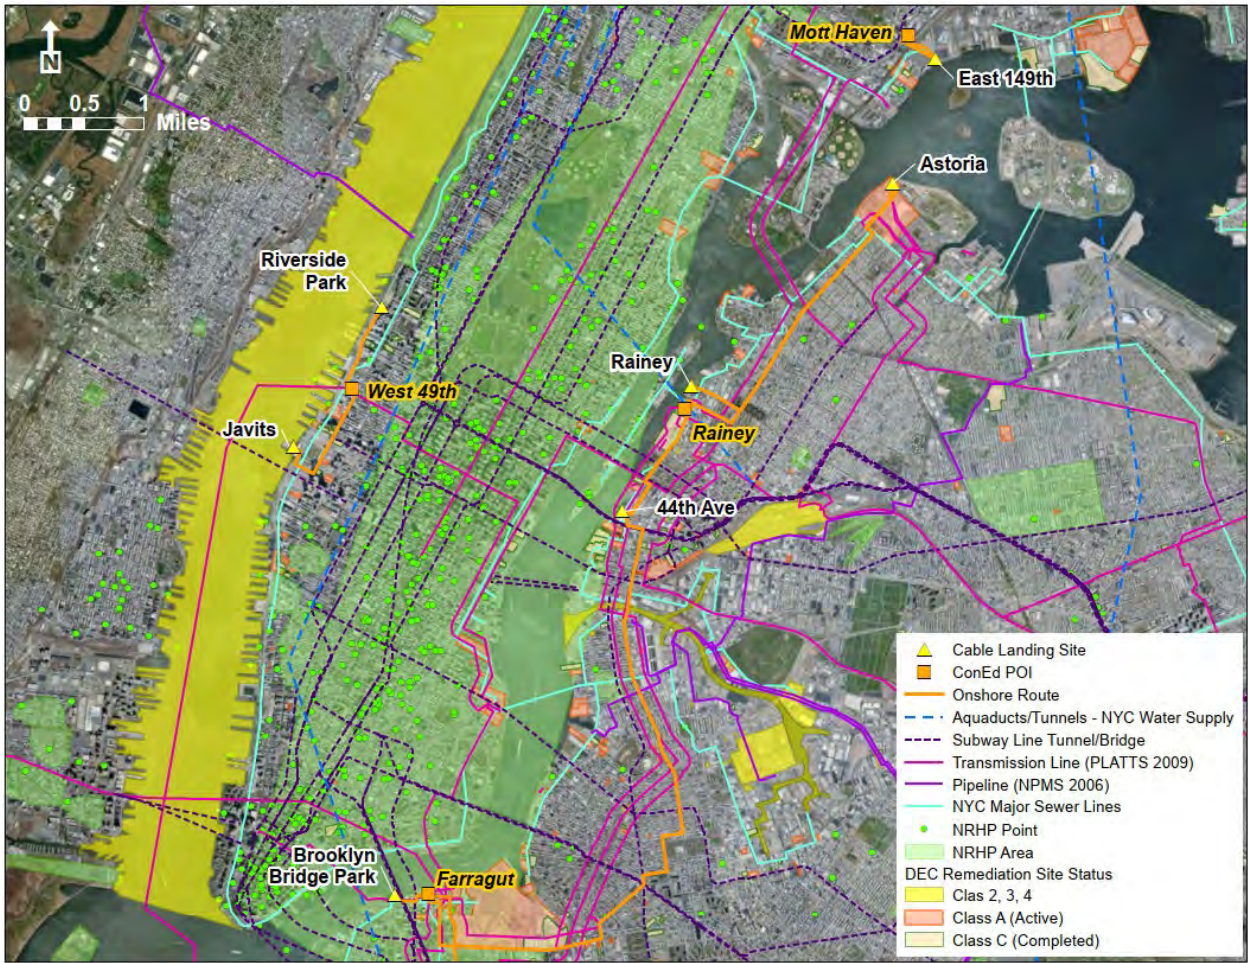 N
0 0.5 1
Miles
Mott Haven
East 149th
Astoria
Riverside
Park
Rainey
West 49th
Rainey
Javits
44th Ave
Brooklyn
Bridge Park
Farragut
Cable Landing Site
ConEd POI
Onshore Route
Aquaducts/Tunnels - NYC Water Supply
Subway Line Tunnel/Bridge
Transmission Line (PLATTS 2009)
Pipeline (NPMS 2006)
NYC Major Sewer Lines
NRHP Point
NRHP Area
DEC Remediation Site Status
Clas 2, 3, 4
Class A (Active)
Class C (Completed)